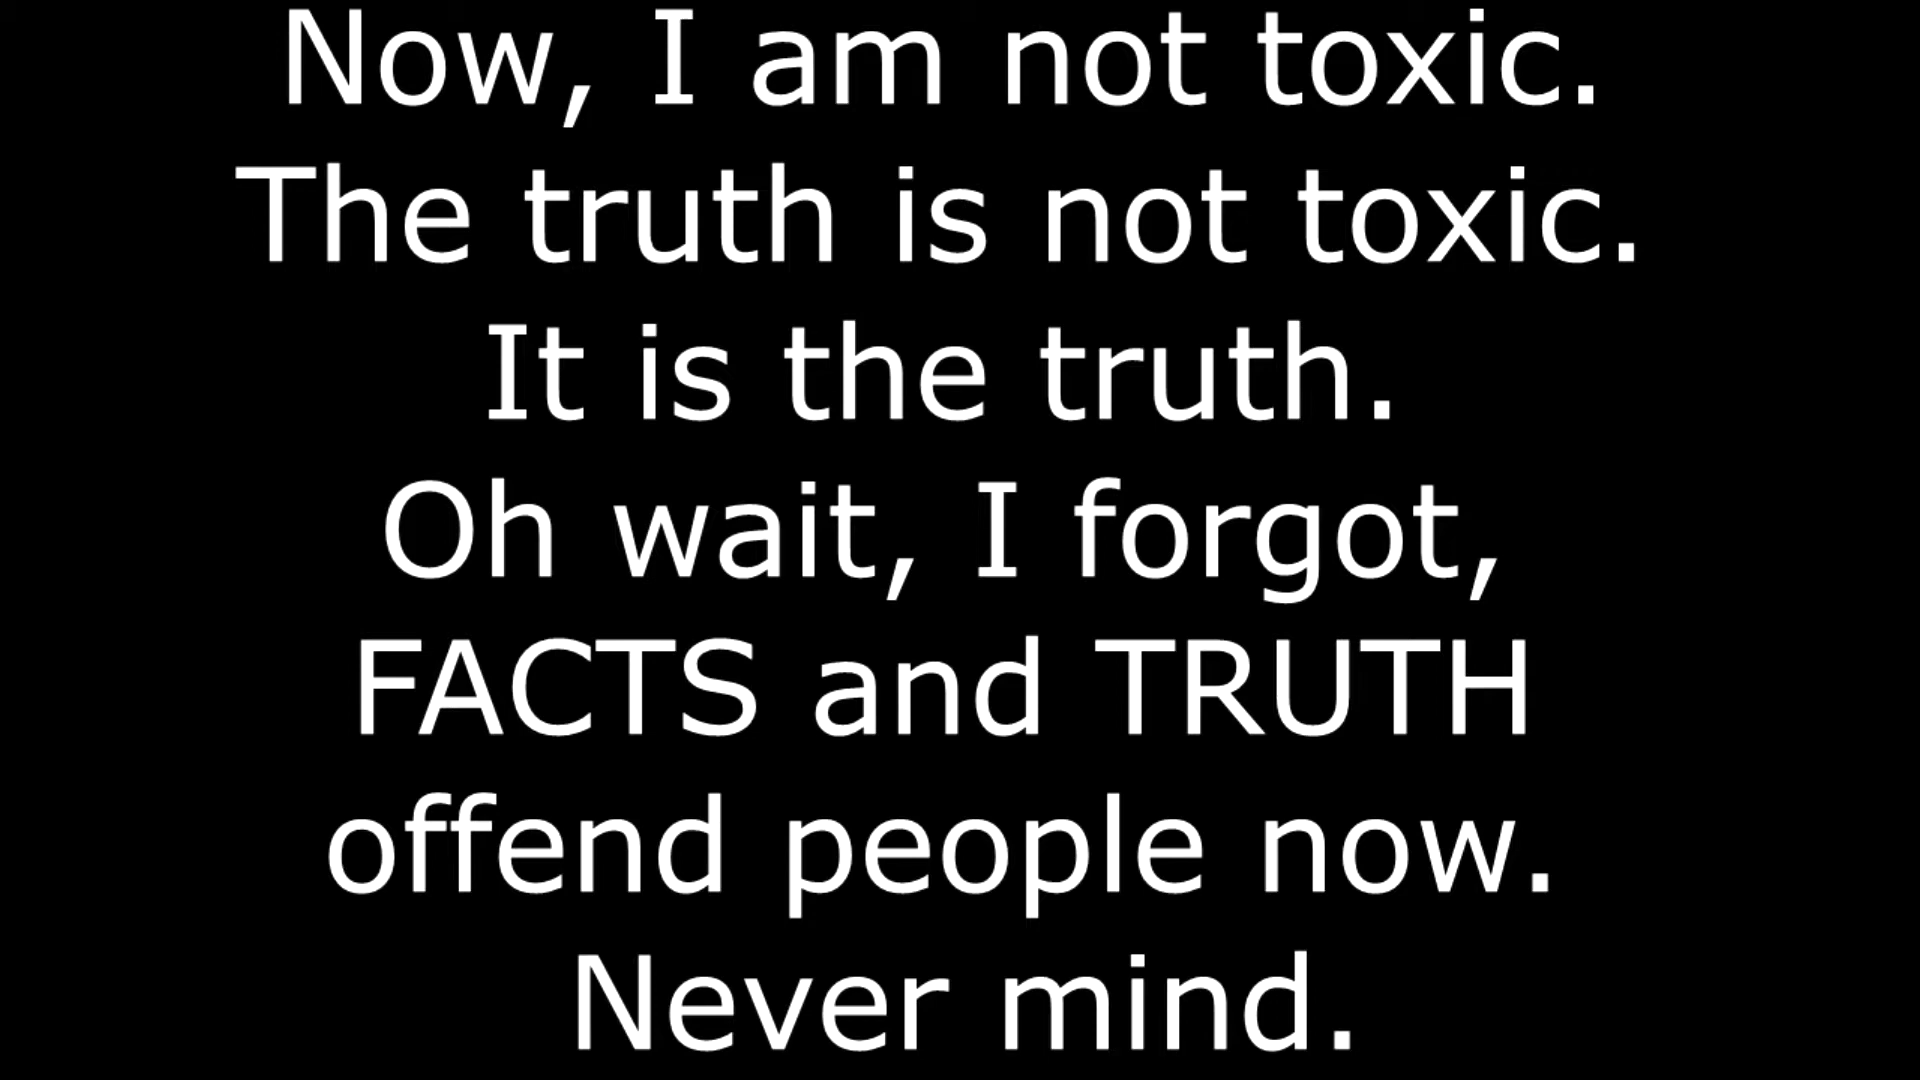 Now, I am not toxic.
The truth is not toxic.
It is the truth.
Oh wait, I forgot,
FACTS and TRUTH
offend people now.
Never mind.